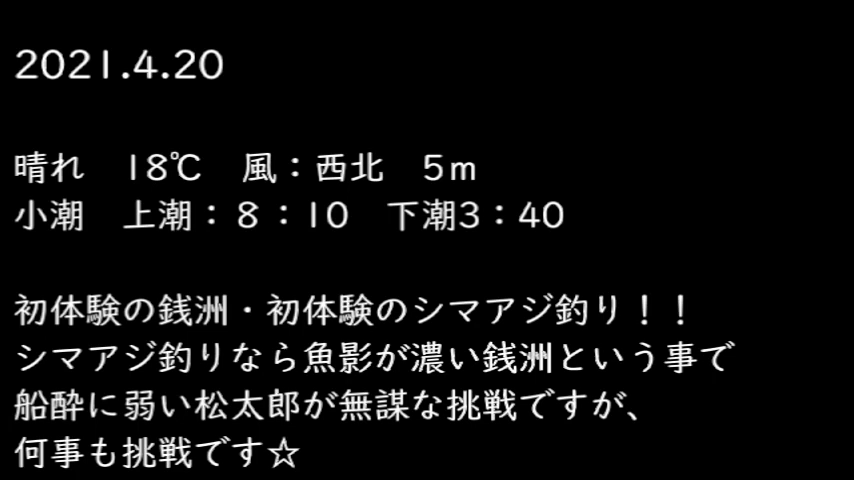 2021.4.20
晴れ　18℃　風：西北　5m
小潮　上潮：８：10　下潮3：40
初体験の銭洲・初体験のシマアジ釣り！！
シマアジ釣りなら魚影が濃い銭洲という事で
船酔に弱い松太郎が無謀な挑戦ですが、
何事も挑戦です☆